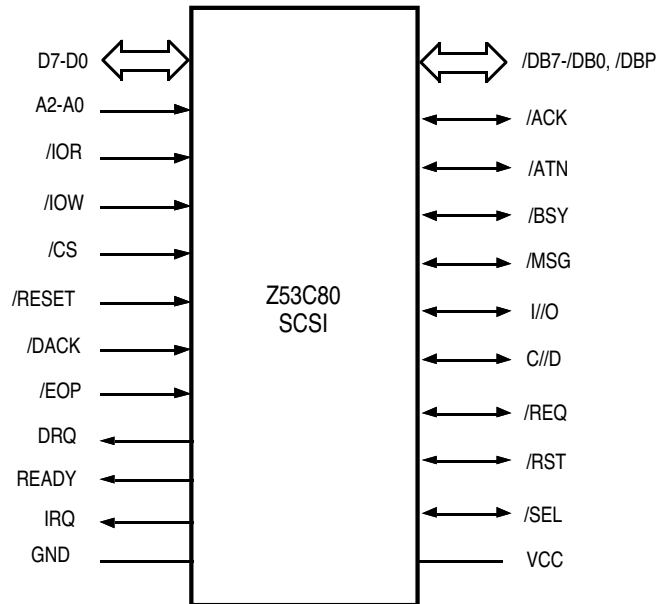 D7-D0
A2-A0
/IOR
/IOW
/CS
/RESET
/DACK
/EOP
DRQ
READY
IRQ
GND
Z53C80
SCSI
/DB7-/DB0, /DBP
/ACK
/ATN
/BSY
/MSG
I//O
C//D
/REQ
/RST
/SEL
VCC